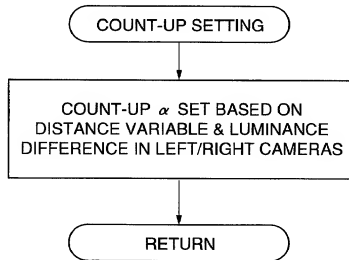 COUNT-UP SETTING
COUNT-UP α SET BASED ON
DISTANCE VARIABLE & LUMINANCE
DIFFERENCE IN LEFT/RIGHT CAMERAS
RETURN